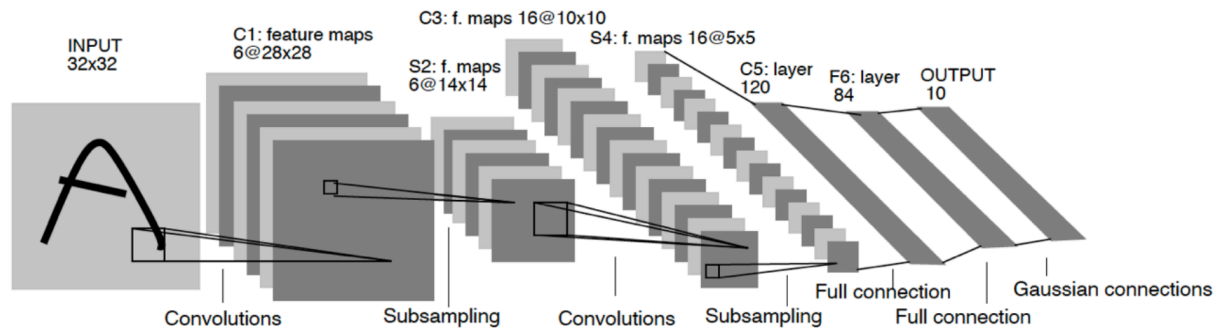 INPUT
32x32
C1: feature maps
6@28x28
S2: f. maps
6@14x14
C3: f. maps 16@10x10
S4: f. maps 16@5x5
C5: layer
120
F6: layer
84
OUTPUT
10
Convolutions
Subsampling
Convolutions
Subsampling
Full connection
Full connection
Gaussian connections
A